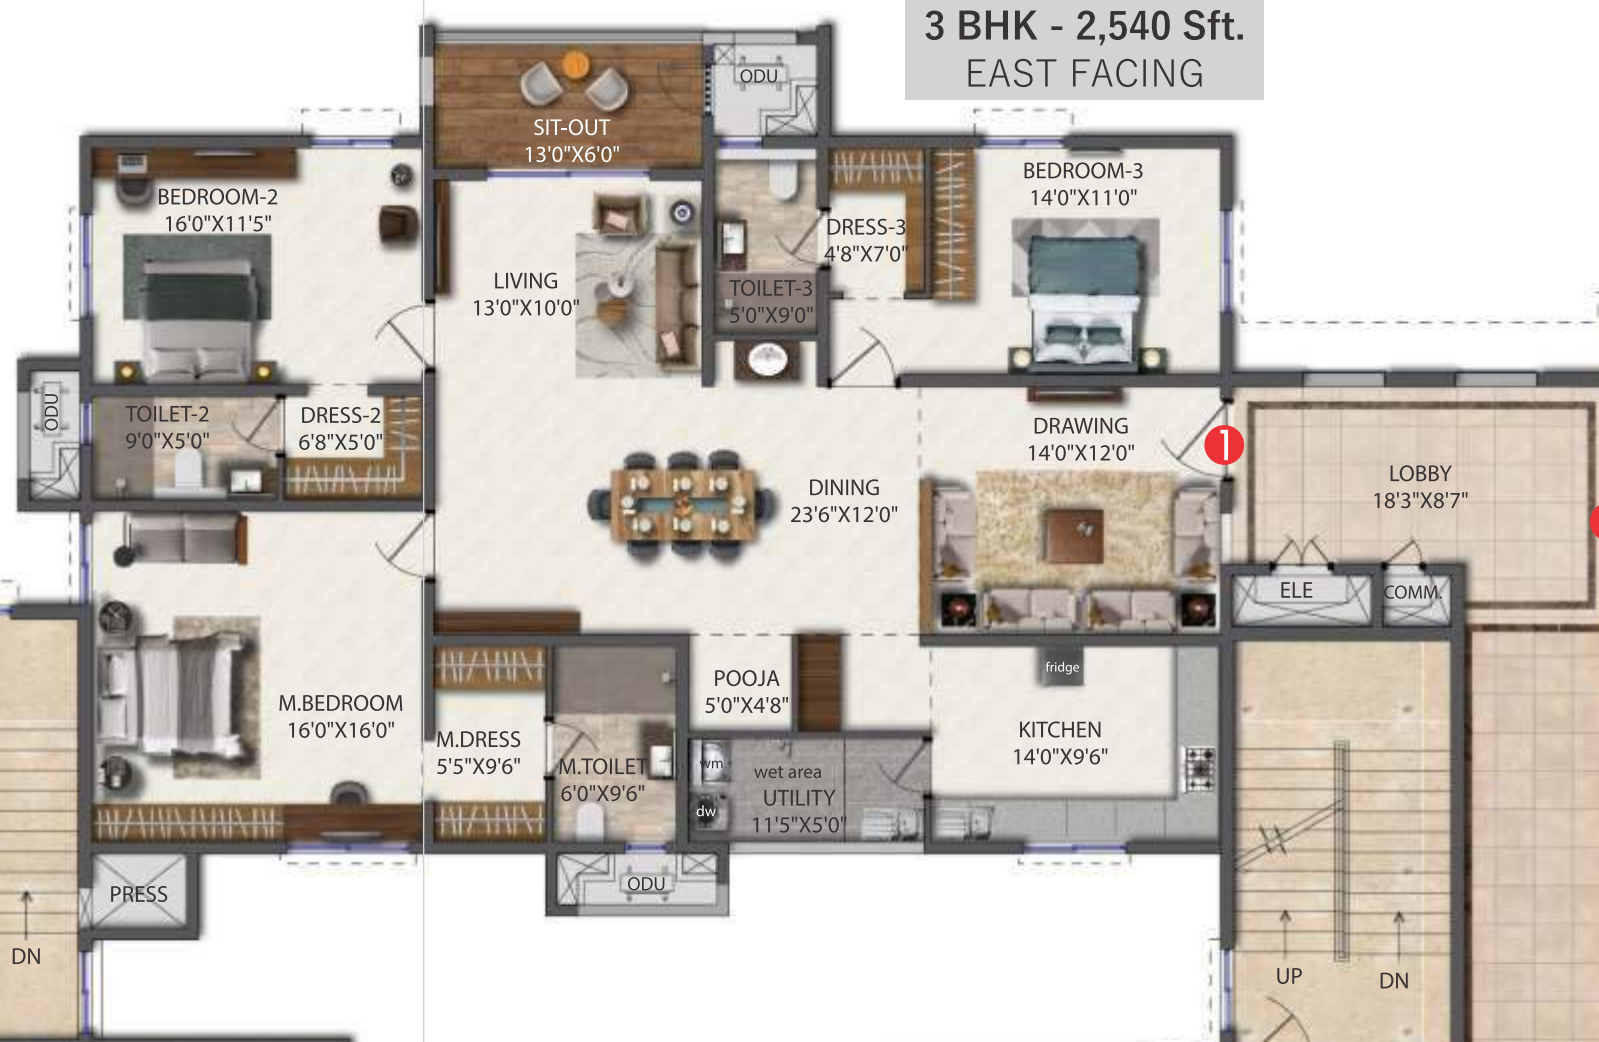 3 BHK - 2,540 Sft.
EAST FACING
ODU
SIT-OUT
13'0"X6'0"
BEDROOM-2
16'0"X11'5"
BEDROOM-3
14'0"X11'0"
DRESS-3
4'8"X7'0"
LIVING
13'0"X10'0"
TOILET-3
5'0"X9'0"
ODU
TOILET-2
9'0"X5'0"
DRESS-2
6'8"X5'0"
DRAWING
14'0"X12'0"
1
LOBBY
18'3"X8'7"
DINING
23'6"X12'0"
ELE
COMM.
fridge
POOJA
5'0"X4'8"
M.BEDROOM
16'0"X16'0"
M.DRESS
5'5"X9'6"
M.TOILET
6'0"X9'6"
KITCHEN
14'0"X9'6"
wm
wet area
UTILITY
11'5"X5'0"
dw
PRESS
ODU
DN
UP
DN